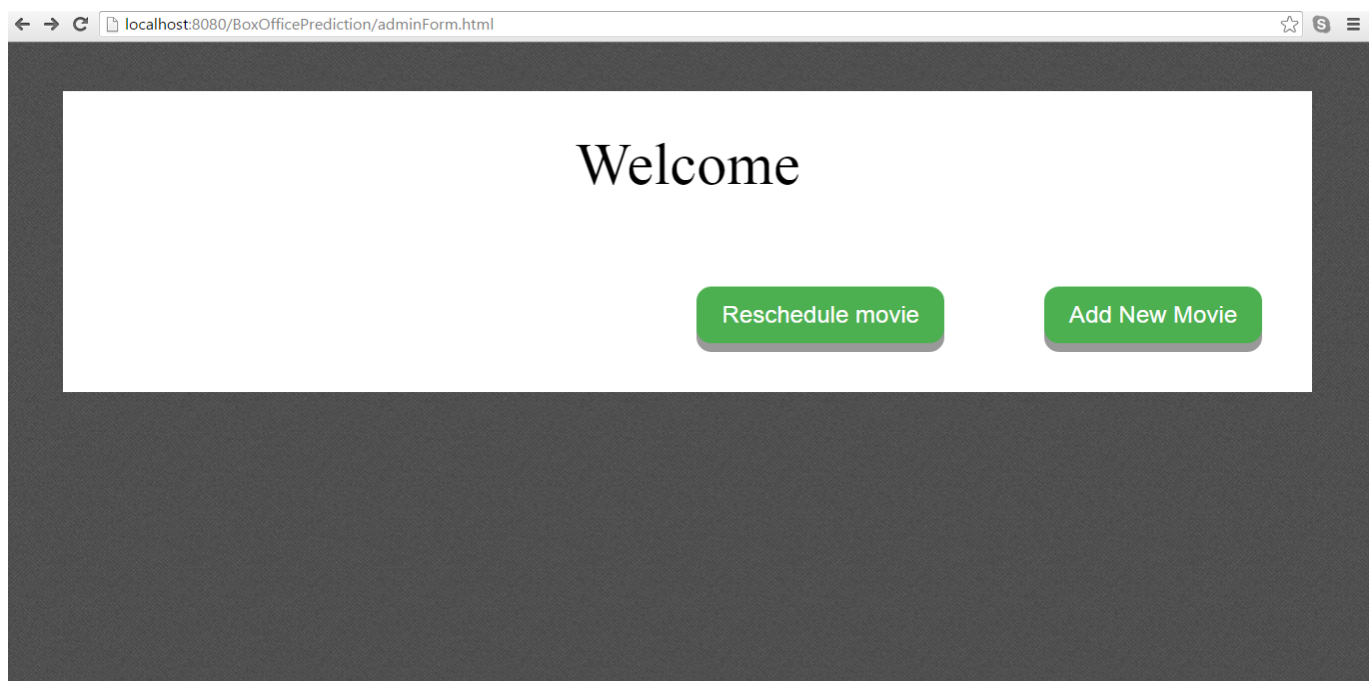 localhost:8080/BoxOfficePrediction/adminForm.html
S
Welcome
Reschedule movie
Add New Movie